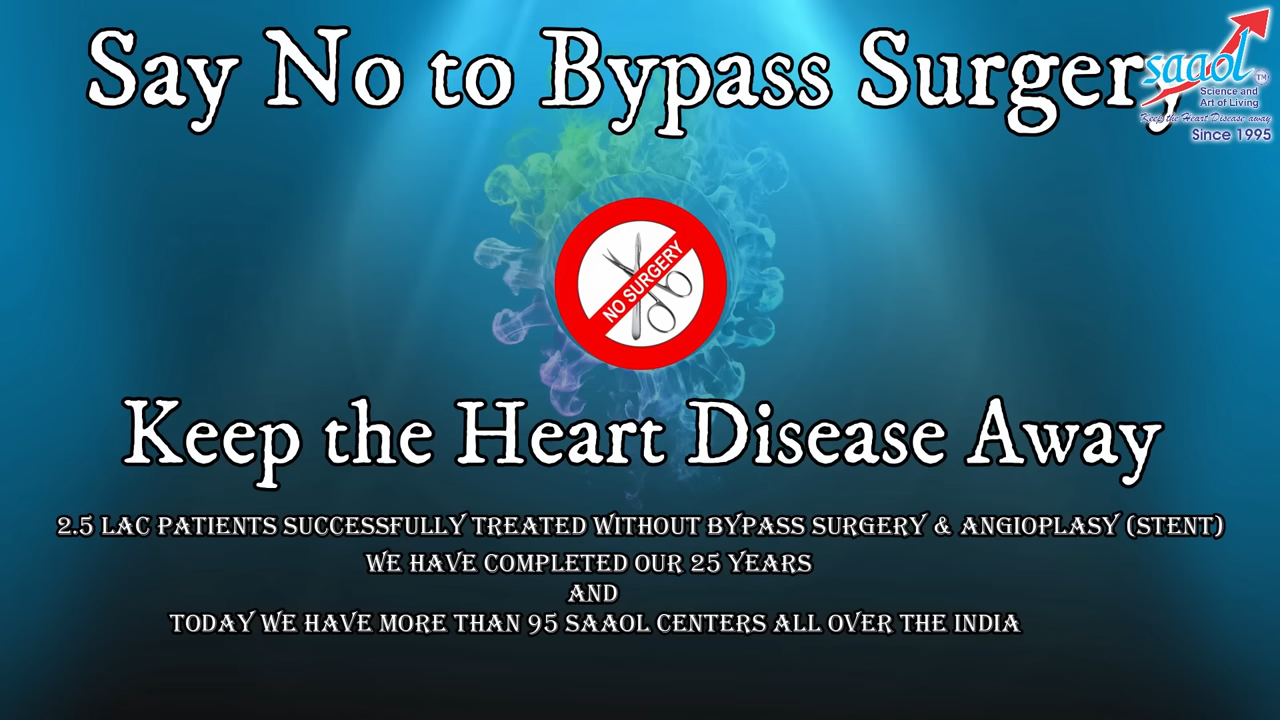 Say No to Bypass Surgery
saaol TM
Science and
Art of Living
Keep the Heart Disease away
Since 1995
NO SURGERY
Keep the Heart Disease Away
2.5 LAC PATIENTS SUCCESSFULLY TREATED WITHOUT BYPASS SURGERY & ANGIOPLASY (STENT)
WE HAVE COMPLETED OUR 25 YEARS
AND
TODAY WE HAVE MORE THAN 95 SAAOL CENTERS ALL OVER THE INDIA